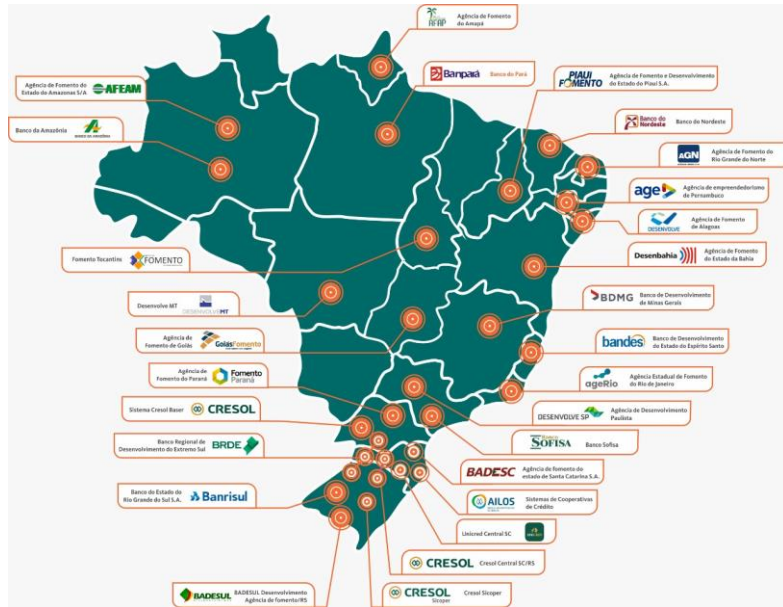 AFAP
Agência de Fomento
do Amapá
Banpará
Banco do Pará
PIAUÍ
FOMENTO
Agência de Fomento e Desenvolvimento
do Estado do Piauí S.A.
Agência de Fomento do
Estado do Amazonas S/A
AFEAM
Banco da Amazônia
BANCO DA AMAZÔNIA
Banco do
Nordeste
Banco do Nordeste
AGN
Agência de Fomento do
Rio Grande do Norte
age
Agência de empreendedorismo
de Pernambuco
DESENVOLVE
Agência de Fomento
de Alagoas
Desenbahia
Agência de Fomento
do Estado da Bahia
Fomento Tocantins
FOMENTO
BDMG
Banco de Desenvolvimento
de Minas Gerais
Desenvolve MT
DESENVOLVEMT
Agência de
Fomento de Goiás
GoiásFomento
bandes
Banco de Desenvolvimento
do Estado do Espírito Santo
Agência de
Fomento do Paraná
Fomento
Paraná
ageRio
Agência Estadual de Fomento
do Rio de Janeiro
Sistema Cresol Baser
CRESOL
DESENVOLVE SP
Agência de Desenvolvimento
Paulista
Banco Regional de
Desenvolvimento do Extremo Sul
BRDE
SOFISA
Banco Sofisa
BADESC
Agência de fomento do
estado de Santa Catarina S.A.
Banco do Estado do
Rio Grande do Sul S.A.
Banrisul
AILOS
Sistemas de Cooperativas
de Crédito
Unicred Central SC
CRESOL
Cresol Central SC/RS
BADESUL
BADESUL Desenvolvimento
Agência de fomento/RS
CRESOL
Sicoper
Cresol Sicoper